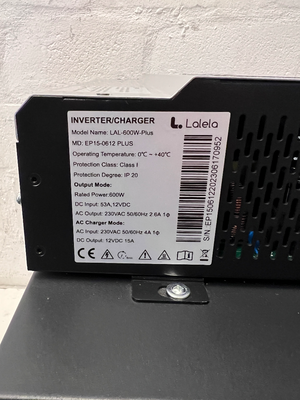 INVERTER/CHARGER
Lalela
Model Name: LAL-600W-Plus
MD: EP15-0612 PLUS
Operating Temperature: 0℃ ~ +40℃
Protection Class: Class I
Protection Degree: IP 20
Output Mode:
Rated Power:600W
DC Input: 53A,12VDC
AC Output: 230VAC 50/60Hz 2.6A 1ϕ
AC Charger Mode:
AC Input: 230VAC 50/60Hz 4A 1ϕ
DC Output: 12VDC 15A
S/N: EP150612202306170952